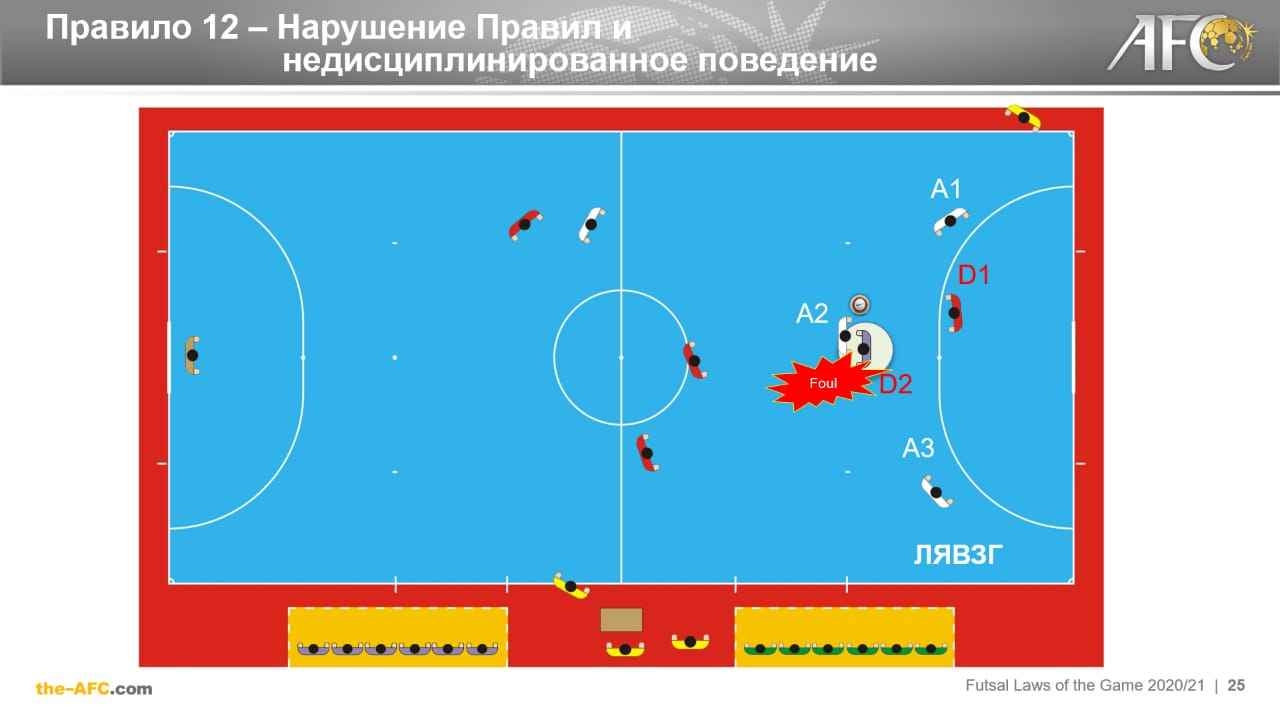 Правило 12 – Нарушение Правил и
недисциплинированное поведение
AFC
A1
D1
A2
Foul
D2
A3
ЛЯВЗГ
the-AFC.com
Futsal Laws of the Game 2020/21 | 25